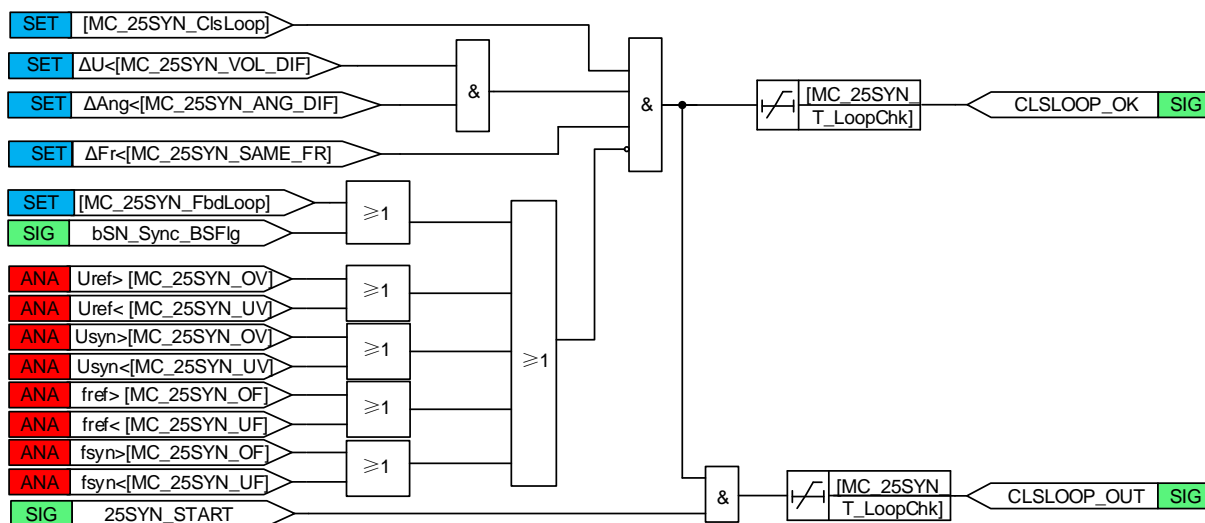 SET [MC_25SYN_ClsLoop]
SET ΔU<[MC_25SYN_VOL_DIF]
SET ΔAng<[MC_25SYN_ANG_DIF]
&
&
[MC_25SYN_
T_LoopChk]
CLSLOOP_OK SIG
SET ΔFr<[MC_25SYN_SAME_FR]
SET [MC_25SYN_FbdLoop]
SIG bSN_Sync_BSFlg
≥1
ANA Uref> [MC_25SYN_OV]
ANA Uref< [MC_25SYN_UV]
≥1
ANA Usyn>[MC_25SYN_OV]
ANA Usyn<[MC_25SYN_UV]
≥1
≥1
ANA fref> [MC_25SYN_OF]
ANA fref< [MC_25SYN_UF]
≥1
ANA fsyn>[MC_25SYN_OF]
ANA fsyn<[MC_25SYN_UF]
≥1
SIG 25SYN_START
&
[MC_25SYN_
T_LoopChk]
CLSLOOP_OUT SIG